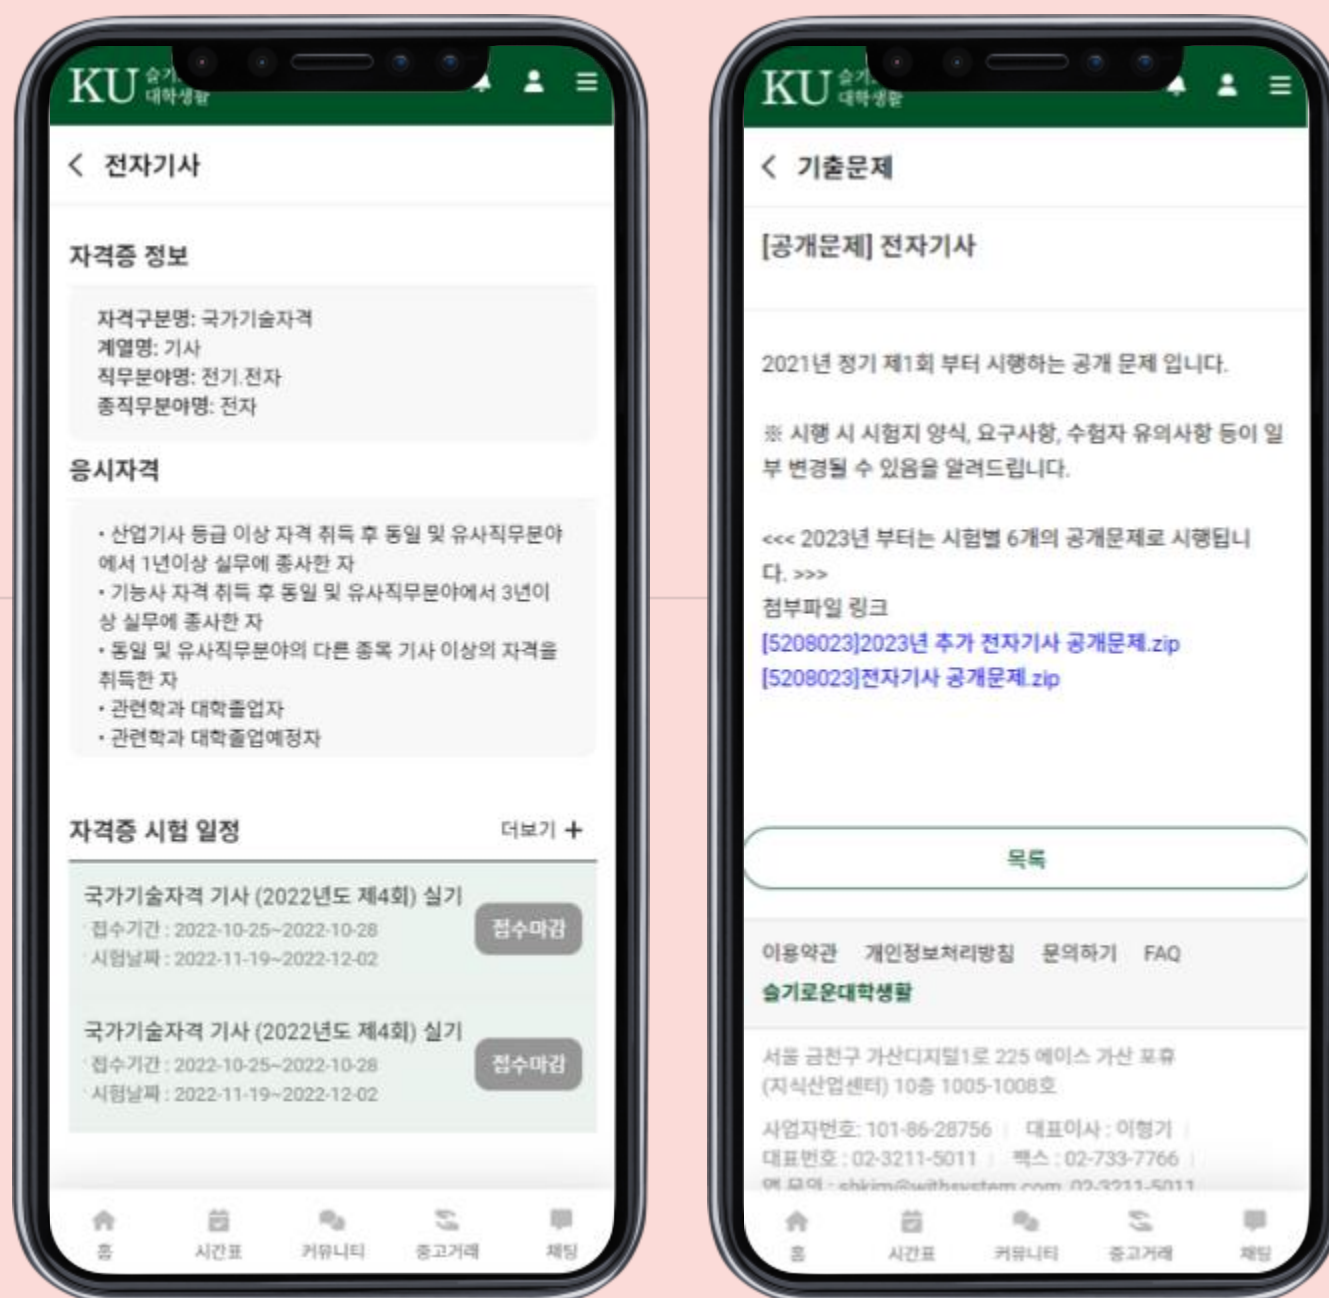 KU
대학생활
전자기사
자격증 정보
자격구분명: 국가기술자격
계열명: 기사
직무분야명: 전기.전자
종직무분야명: 전자
응시자격
• 산업기사 등급 이상 자격 취득 후 동일 및 유사직무분야
에서 1년이상 실무에 종사한 자
• 기능사 자격 취득 후 동일 및 유사직무분야에서 3년이
상 실무에 종사한 자
• 동일 및 유사직무분야의 다른 종목 기사 이상의 자격을
취득한 자
• 관련학과 대학졸업자
• 관련학과 대학졸업예정자
자격증 시험 일정
더보기 +
국가기술자격 기사 (2022년도 제4회) 실기
접수기간 : 2022-10-25~2022-10-28
시험날짜 : 2022-11-19~2022-12-02
접수마감
국가기술자격 기사 (2022년도 제4회) 실기
접수기간 : 2022-10-25~2022-10-28
시험날짜 : 2022-11-19~2022-12-02
접수마감
홈
시간표
커뮤니티
중고거래
채팅
KU
대학생활
기출문제
[공개문제] 전자기사
2021년 정기 제1회 부터 시행하는 공개 문제 입니다.
※ 시행 시 시험지 양식, 요구사항, 수험자 유의사항 등이 일
부 변경될 수 있음을 알려드립니다.
<<< 2023년 부터는 시험별 6개의 공개문제로 시행됩니
다. >>>
첨부파일 링크
[5208023]2023년 추가 전자기사 공개문제.zip
[5208023]전자기사 공개문제.zip
목록
이용약관 개인정보처리방침 문의하기 FAQ
슬기로운대학생활
서울 금천구 가산디지털1로 225 에이스 가산 포휴
(지식산업센터) 10층 1005-1008호
사업자번호: 101-86-28756 | 대표이사 : 이형기 |
대표번호 : 02-3211-5011 | 팩스 : 02-733-7766 |
shkim@withsystem.com, 02-3211-5011
홈
시간표
커뮤니티
중고거래
채팅